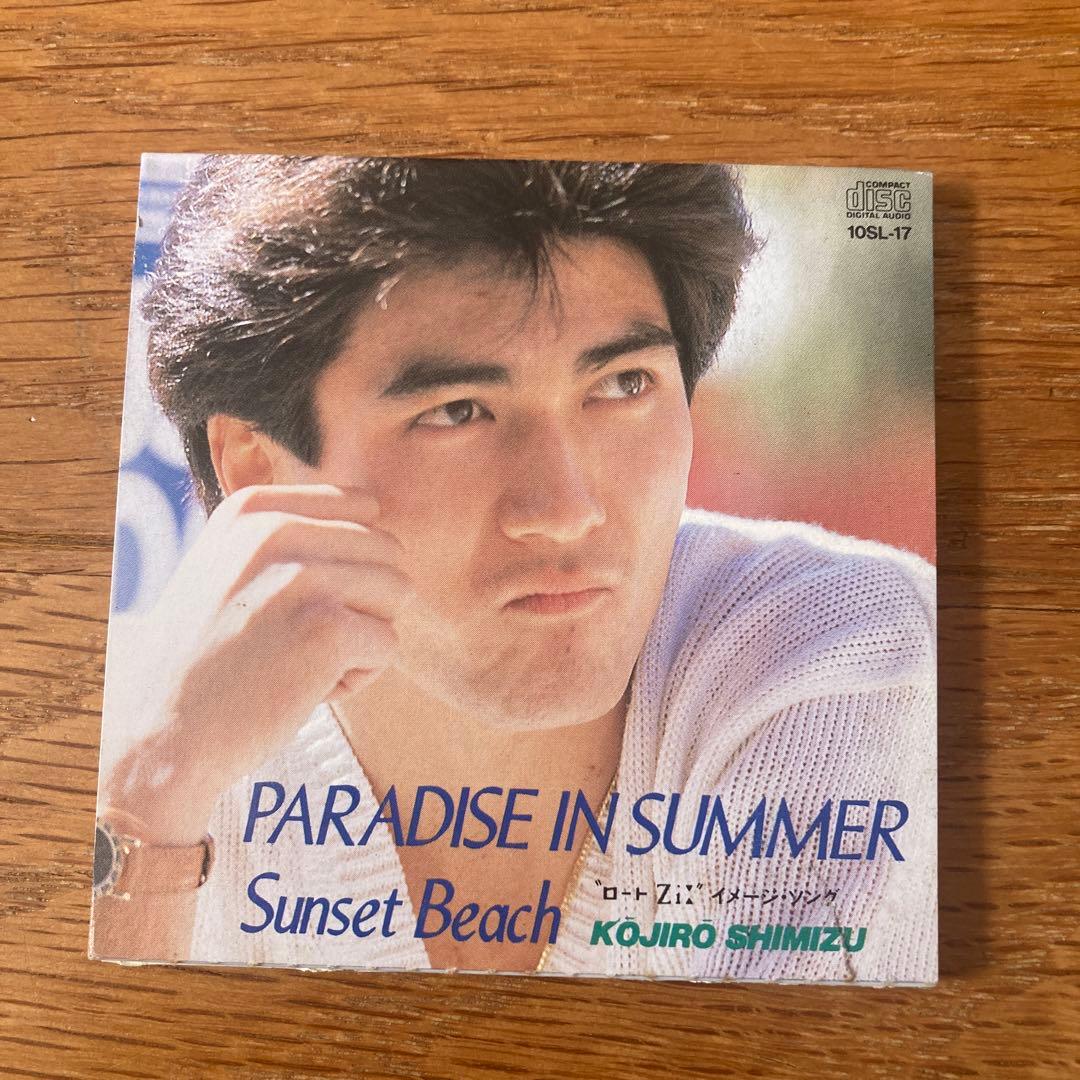 COMPACT
disc
DIGITAL AUDIO
10SL-17
PARADISE IN SUMMER
Sunset Beach
"ロート Zi:" イメージ・ソング
KŌJIRŌ SHIMIZU